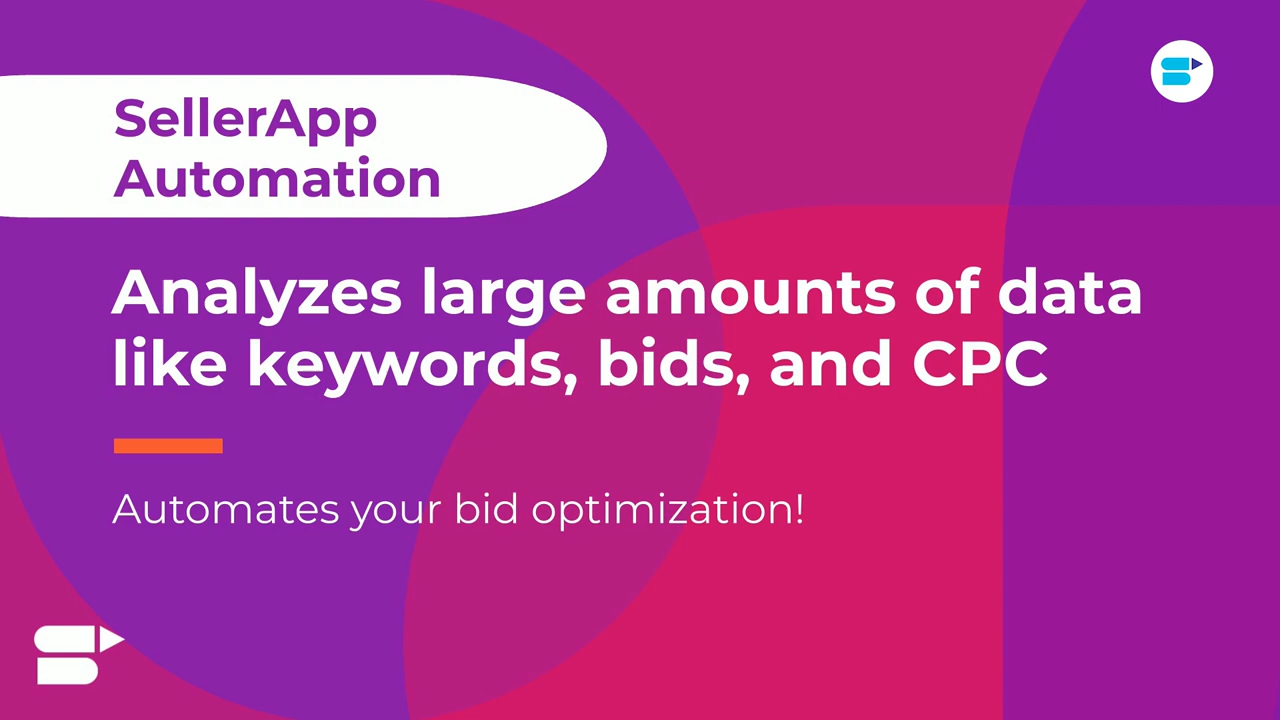 SellerApp
Automation
Analyzes large amounts of data
like keywords, bids, and CPC
Automates your bid optimization!